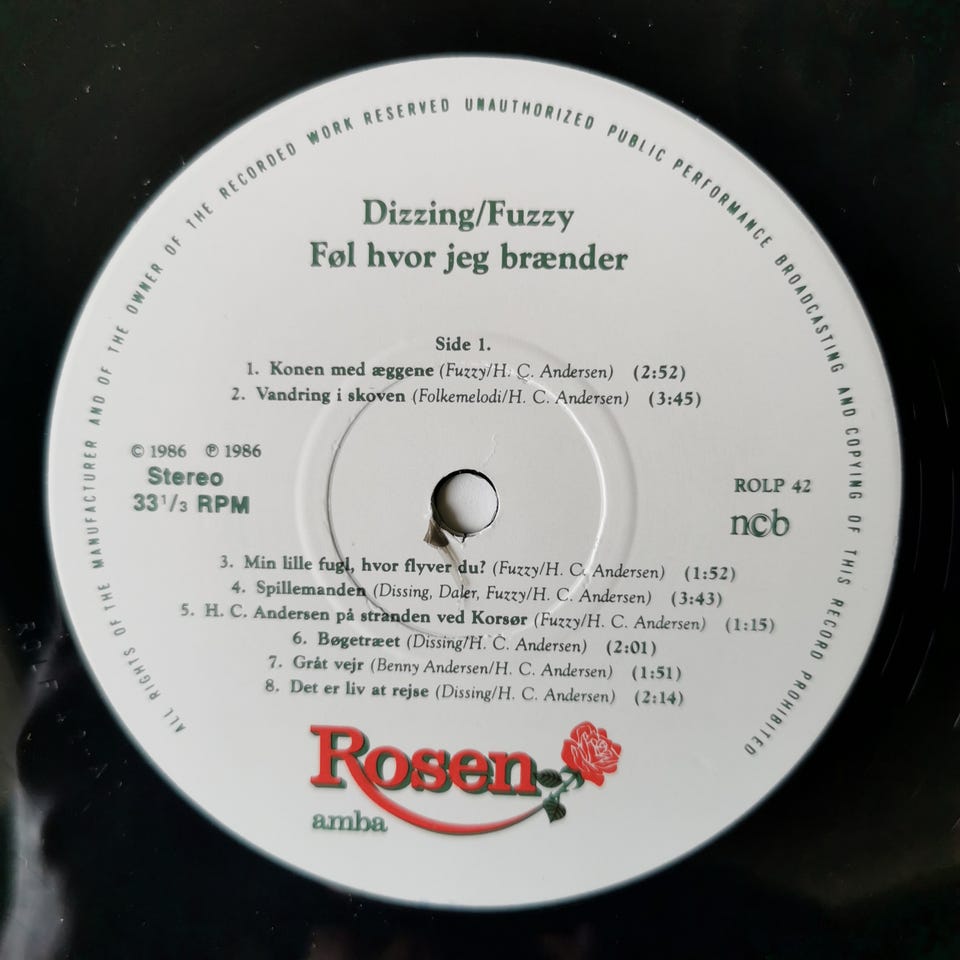 ALL RIGHTS OF THE MANUFACTURER AND OF THE OWNER OF THE RECORDED WORK RESERVED UNAUTHORIZED PUBLIC PERFORMANCE BROADCASTING AND COPYING OF THIS RECORD PROHIBITED
Dizzing/Fuzzy
Føl hvor jeg brænder
Side 1.
1. Konen med æggene (Fuzzy/H. C. Andersen) (2:52)
2. Vandring i skoven (Folkemelodi/H. C. Andersen) (3:45)
© 1986 ℗ 1986
Stereo
33 1/3 RPM
ROLP 42
ncb
3. Min lille fugl, hvor flyver du? (Fuzzy/H. C. Andersen) (1:52)
4. Spillemanden (Dissing, Daler, Fuzzy/H. C. Andersen) (3:43)
5. H. C. Andersen på stranden ved Korsør (Fuzzy/H. C. Andersen) (1:15)
6. Bøgetræet (Dissing/H. C. Andersen) (2:01)
7. Gråt vejr (Benny Andersen/H. C. Andersen) (1:51)
8. Det er liv at rejse (Dissing/H. C. Andersen) (2:14)
Rosen
amba